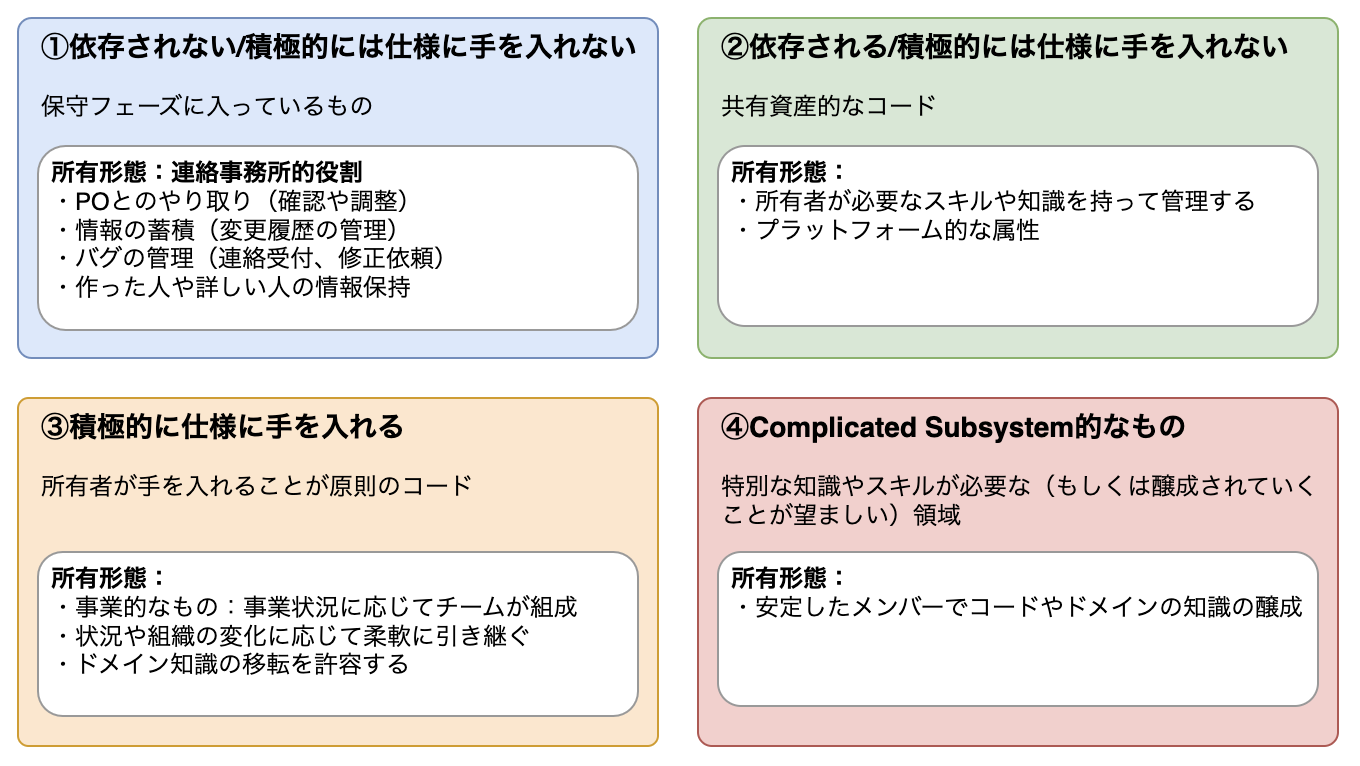 ①依存されない/積極的には仕様に手を入れない
保守フェーズに入っているもの
所有形態：連絡事務所的役割
・POとのやり取り（確認や調整）
・情報の蓄積（変更履歴の管理）
・バグの管理（連絡受付、修正依頼）
・作った人や詳しい人の情報保持
②依存される/積極的には仕様に手を入れない
共有資産的なコード
所有形態：
・所有者が必要なスキルや知識を持って管理する
・プラットフォーム的な属性
③積極的に仕様に手を入れる
所有者が手を入れることが原則のコード
所有形態：
・事業的なもの：事業状況に応じてチームが組成
・状況や組織の変化に応じて柔軟に引き継ぐ
・ドメイン知識の移転を許容する
④Complicated Subsystem的なもの
特別な知識やスキルが必要な（もしくは醸成されていく
ことが望ましい）領域
所有形態：
・安定したメンバーでコードやドメインの知識の醸成